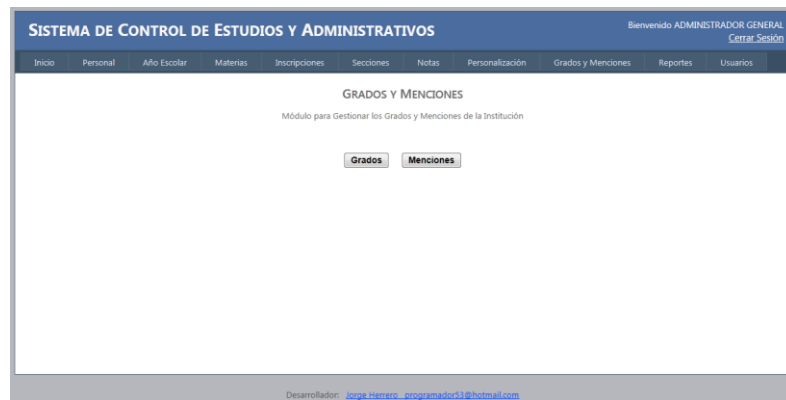 SISTEMA DE CONTROL DE ESTUDIOS Y ADMINISTRATIVOS
Bienvenido ADMINISTRADOR GENERAL
Cerrar Sesión
Inicio Personal Año Escolar Materias Inscripciones Secciones Notas Personalización Grados y Menciones Reportes Usuarios
GRADOS Y MENCIONES
Módulo para Gestionar los Grados y Menciones de la Institución
Grados Menciones
Desarrollador: Jorge Herrero programador53@hotmail.com